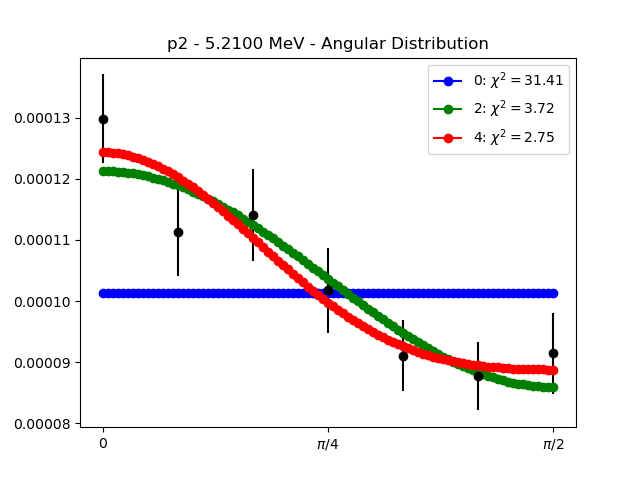 p2 - 5.2100 MeV - Angular Distribution
0: χ² = 31.41
2: χ² = 3.72
4: χ² = 2.75
0.00013
0.00012
0.00011
0.00010
0.00009
0.00008
0
π/4
π/2